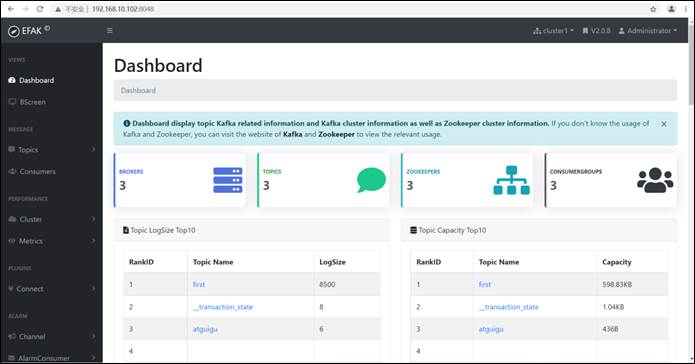 不安全 | 192.168.10.102:8048
EFAK ©
cluster1
V2.0.8
Administrator
VIEWS
Dashboard
BScreen
MESSAGE
Topics
Consumers
PERFORMANCE
Cluster
Metrics
PLUGINS
Connect
ALARM
Channel
AlarmConsumer
Dashboard
Dashboard
Dashboard display topic Kafka related information and Kafka cluster information as well as Zookeeper cluster information. If you don't know the usage of
Kafka and Zookeeper, you can visit the website of Kafka and Zookeeper to view the relevant usage.
×
BROKERS
3
TOPICS
3
ZOOKEEPERS
3
CONSUMERGROUPS
3
Topic LogSize Top10
RankID Topic Name LogSize
1 first 8500
2 __transaction_state 8
3 atguigu 6
4
Topic Capacity Top10
RankID Topic Name Capacity
1 first 598.83KB
2 __transaction_state 1.04KB
3 atguigu 436B
4